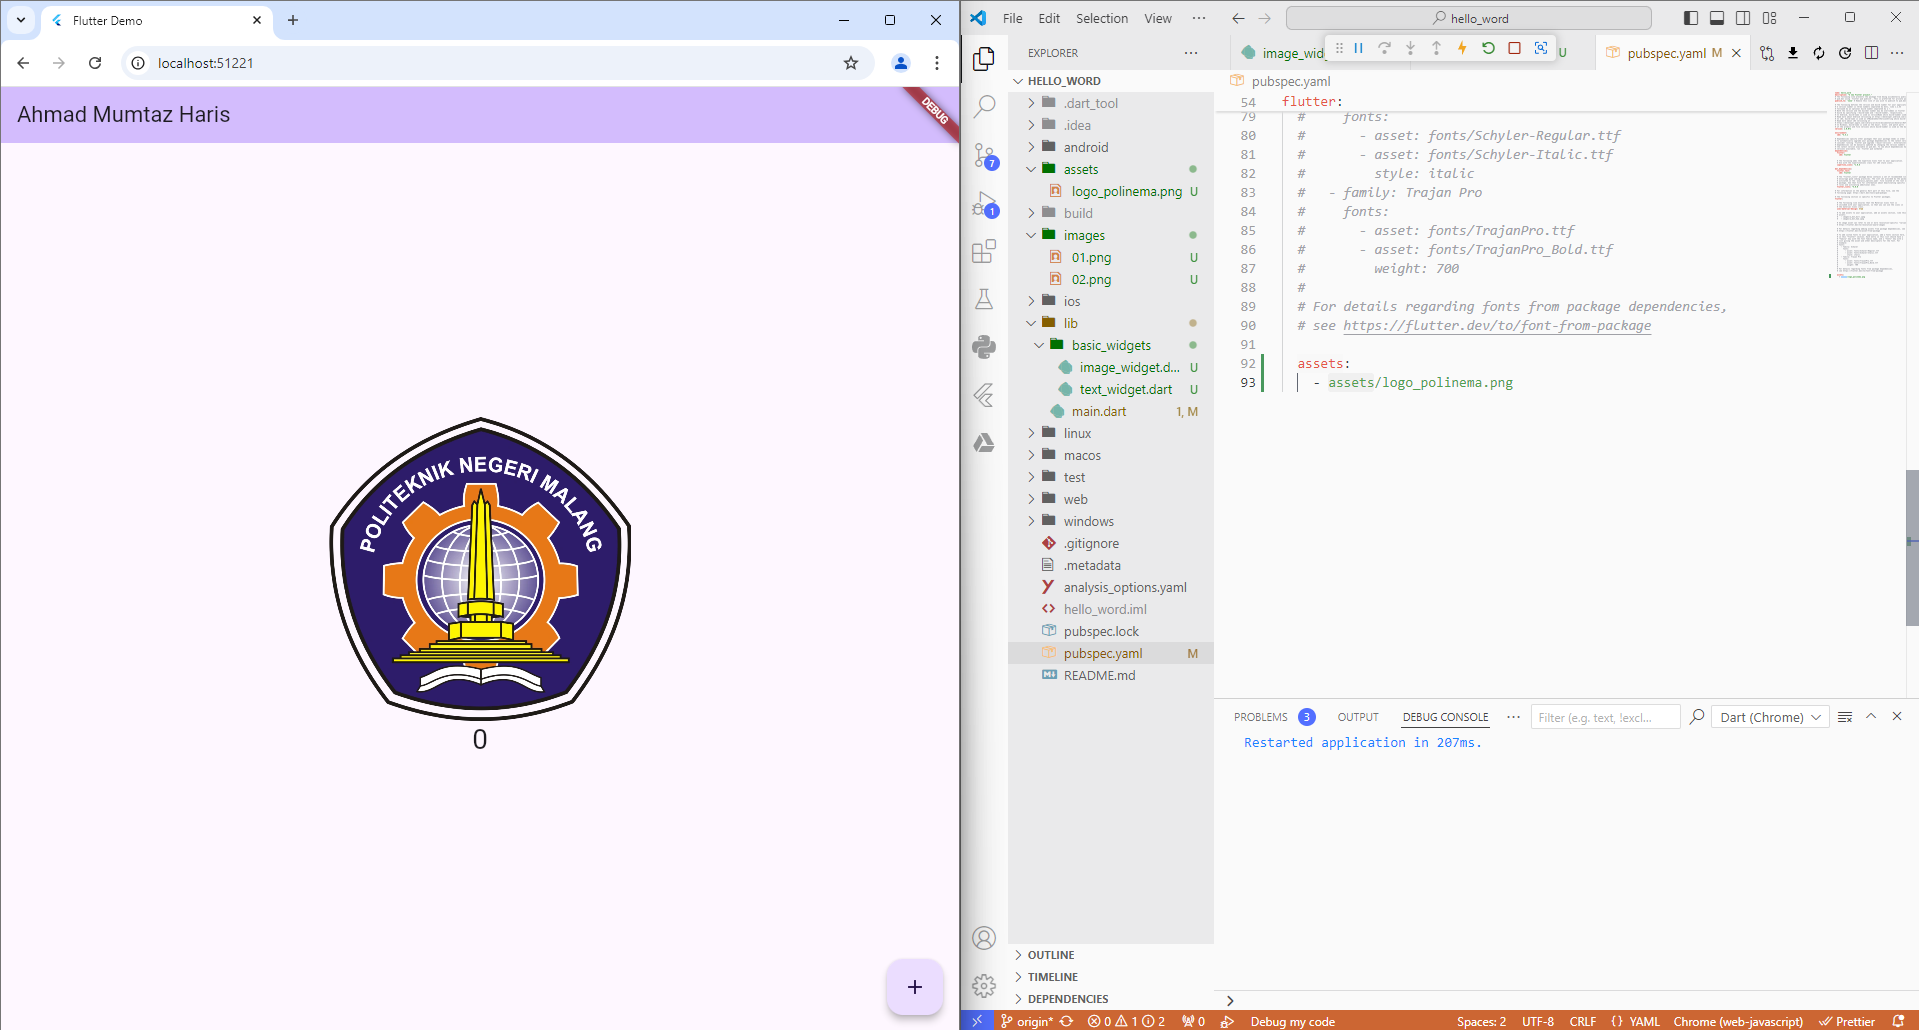 Flutter Demo
localhost:51221
Ahmad Mumtaz Haris
DEBUG
POLITEKNIK NEGERI MALANG
0
+
File Edit Selection View ···
hello_word
EXPLORER ···
HELLO_WORD
.dart_tool
.idea
android
assets
logo_polinema.png U
build
images
01.png U
02.png U
ios
lib
basic_widgets
image_widget.d... U
text_widget.dart U
main.dart 1, M
linux
macos
test
web
windows
.gitignore
.metadata
analysis_options.yaml
hello_word.iml
pubspec.lock
pubspec.yaml M
README.md
OUTLINE
TIMELINE
DEPENDENCIES
7
1
image_wid U
pubspec.yaml M
pubspec.yaml
54 flutter:
79 # fonts:
80 # - asset: fonts/Schyler-Regular.ttf
81 # - asset: fonts/Schyler-Italic.ttf
82 # style: italic
83 # - family: Trajan Pro
84 # fonts:
85 # - asset: fonts/TrajanPro.ttf
86 # - asset: fonts/TrajanPro_Bold.ttf
87 # weight: 700
88 #
89 # For details regarding fonts from package dependencies,
90 # see https://flutter.dev/to/font-from-package
91
92 assets:
93 - assets/logo_polinema.png
PROBLEMS 3 OUTPUT DEBUG CONSOLE ··· Filter (e.g. text, !excl... Dart (Chrome)
Restarted application in 207ms.
origin* 0 1 2 0 Debug my code Spaces: 2 UTF-8 CRLF {} YAML Chrome (web-javascript) Prettier